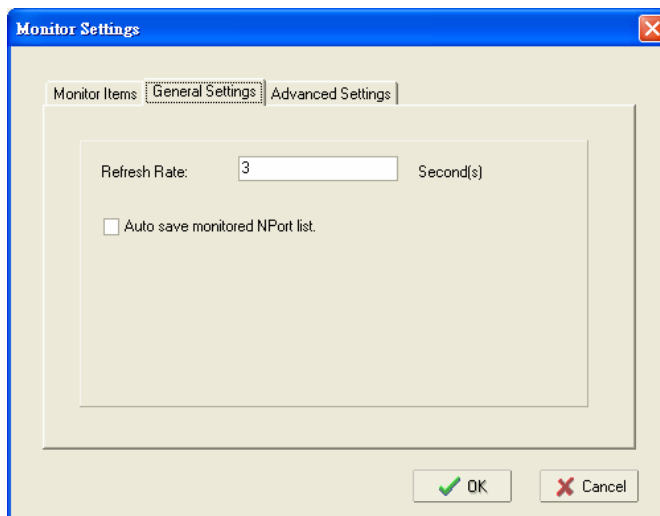 Monitor Settings
Monitor Items General Settings Advanced Settings
Refresh Rate: 3 Second(s)
Auto save monitored NPort list.
OK Cancel